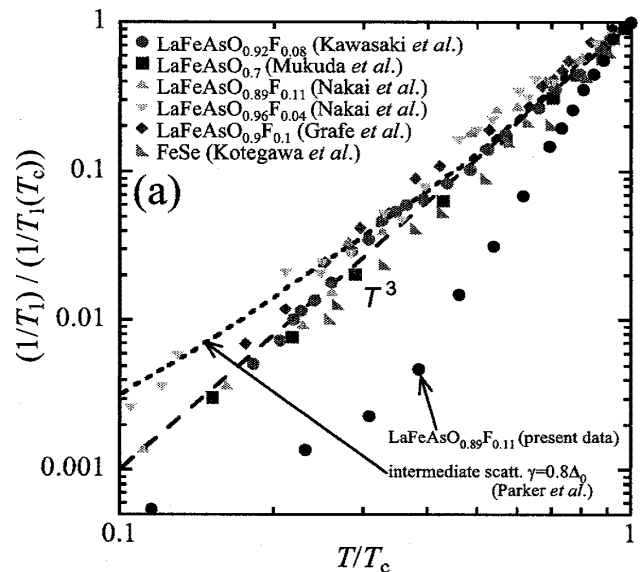 LaFeAsO0.92F0.08 (Kawasaki et al.)
LaFeAsO0.7 (Mukuda et al.)
LaFeAsO0.89F0.11 (Nakai et al.)
LaFeAsO0.96F0.04 (Nakai et al.)
LaFeAsO0.9F0.1 (Grafe et al.)
FeSe (Kotegawa et al.)
(a)
T3
LaFeAsO0.89F0.11 (present data)
intermediate scatt. γ=0.8Δ0
(Parker et al.)
(1/T1) / (1/T1(Tc))
1
0.1
0.01
0.001
0.1
1
T/Tc